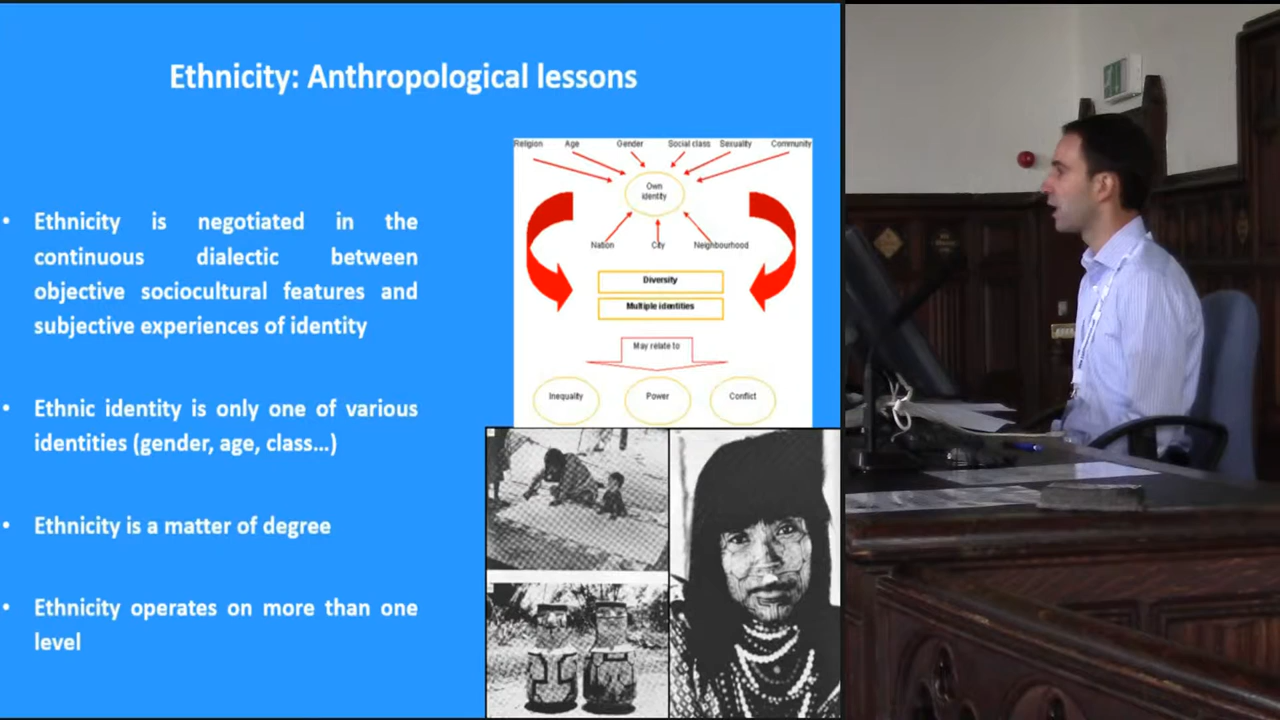 Ethnicity: Anthropological lessons
• Ethnicity is negotiated in the
continuous dialectic between
objective sociocultural features and
subjective experiences of identity
• Ethnic identity is only one of various
identities (gender, age, class…)
• Ethnicity is a matter of degree
• Ethnicity operates on more than one
level
Religion Age Gender Social class Sexuality Community
Own
identity
Nation City Neighbourhood
Diversity
Multiple identities
May relate to
Inequality Power Conflict